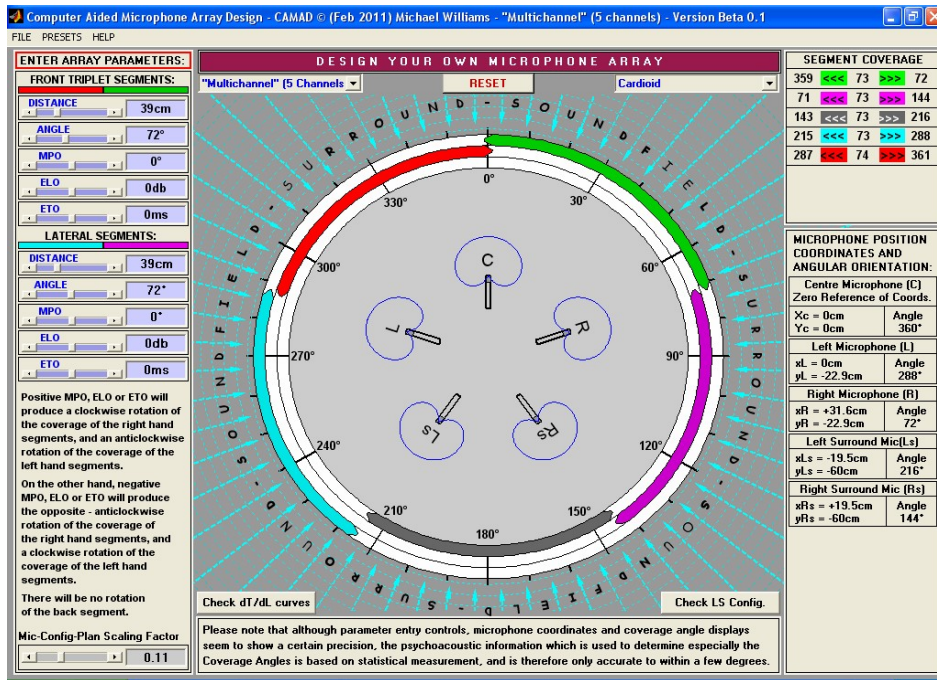 Computer Aided Microphone Array Design - CAMAD © (Feb 2011) Michael Williams - "Multichannel" (5 channels) - Version Beta 0.1
FILE PRESETS HELP
ENTER ARRAY PARAMETERS:
FRONT TRIPLET SEGMENTS:
DISTANCE 39cm
ANGLE 72°
MPO 0°
ELO 0db
ETO 0ms
LATERAL SEGMENTS:
DISTANCE 39cm
ANGLE 72°
MPO 0°
ELO 0db
ETO 0ms
Positive MPO, ELO or ETO will
produce a clockwise rotation of
the coverage of the right hand
segments, and an anticlockwise
rotation of the coverage of the
left hand segments.
On the other hand, negative
MPO, ELO or ETO will produce
the opposite - anticlockwise
rotation of the coverage of
the right hand segments, and
a clockwise rotation of the
coverage of the left hand
segments.
There will be no rotation
of the back segment.
Mic-Config-Plan Scaling Factor
0.11
DESIGN YOUR OWN MICROPHONE ARRAY
"Multichannel" (5 Channels
RESET
Cardioid
SURROUND-SOUNDFIELD-SURROUND-SOUNDFIELD-SURROUND-SOUNDFIELD-
0°
30°
60°
90°
120°
150°
180°
210°
240°
270°
300°
330°
C
L
R
Ls
Rs
Check dT/dL curves
Check LS Config.
Please note that although parameter entry controls, microphone coordinates and coverage angle displays
seem to show a certain precision, the psychoacoustic information which is used to determine especially the
Coverage Angles is based on statistical measurement, and is therefore only accurate to within a few degrees.
SEGMENT COVERAGE
359 <<< 73 >>> 72
71 <<< 73 >>> 144
143 <<< 73 >>> 216
215 <<< 73 >>> 288
287 <<< 74 >>> 361
MICROPHONE POSITION
COORDINATES AND
ANGULAR ORIENTATION:
Centre Microphone (C)
Zero Reference of Coords.
Xc = 0cm Angle
Yc = 0cm 360°
Left Microphone (L)
xL = 0cm Angle
yL = -22.9cm 288°
Right Microphone (R)
xR = +31.6cm Angle
yR = -22.9cm 72°
Left Surround Mic(Ls)
xLs = -19.5cm Angle
yLs = -60cm 216°
Right Surround Mic (Rs)
xRs = +19.5cm Angle
yRs = -60cm 144°